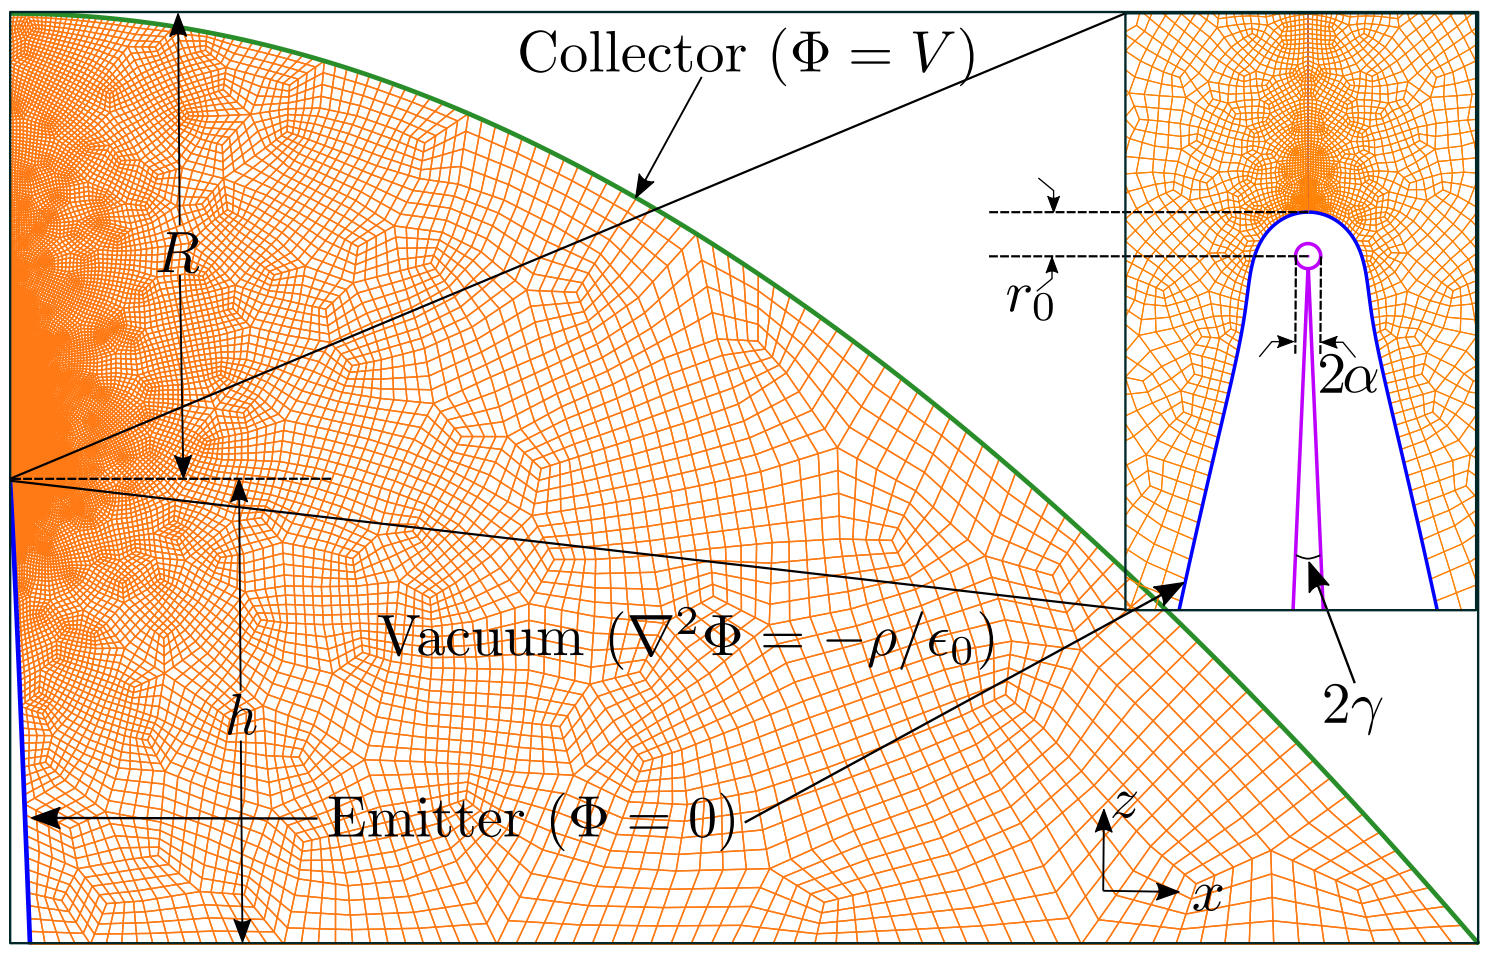 Collector (Φ = V)
R
r₀
2α
Vacuum (∇²Φ = −ρ/ϵ₀)
h
2γ
Emitter (Φ = 0)
z
x